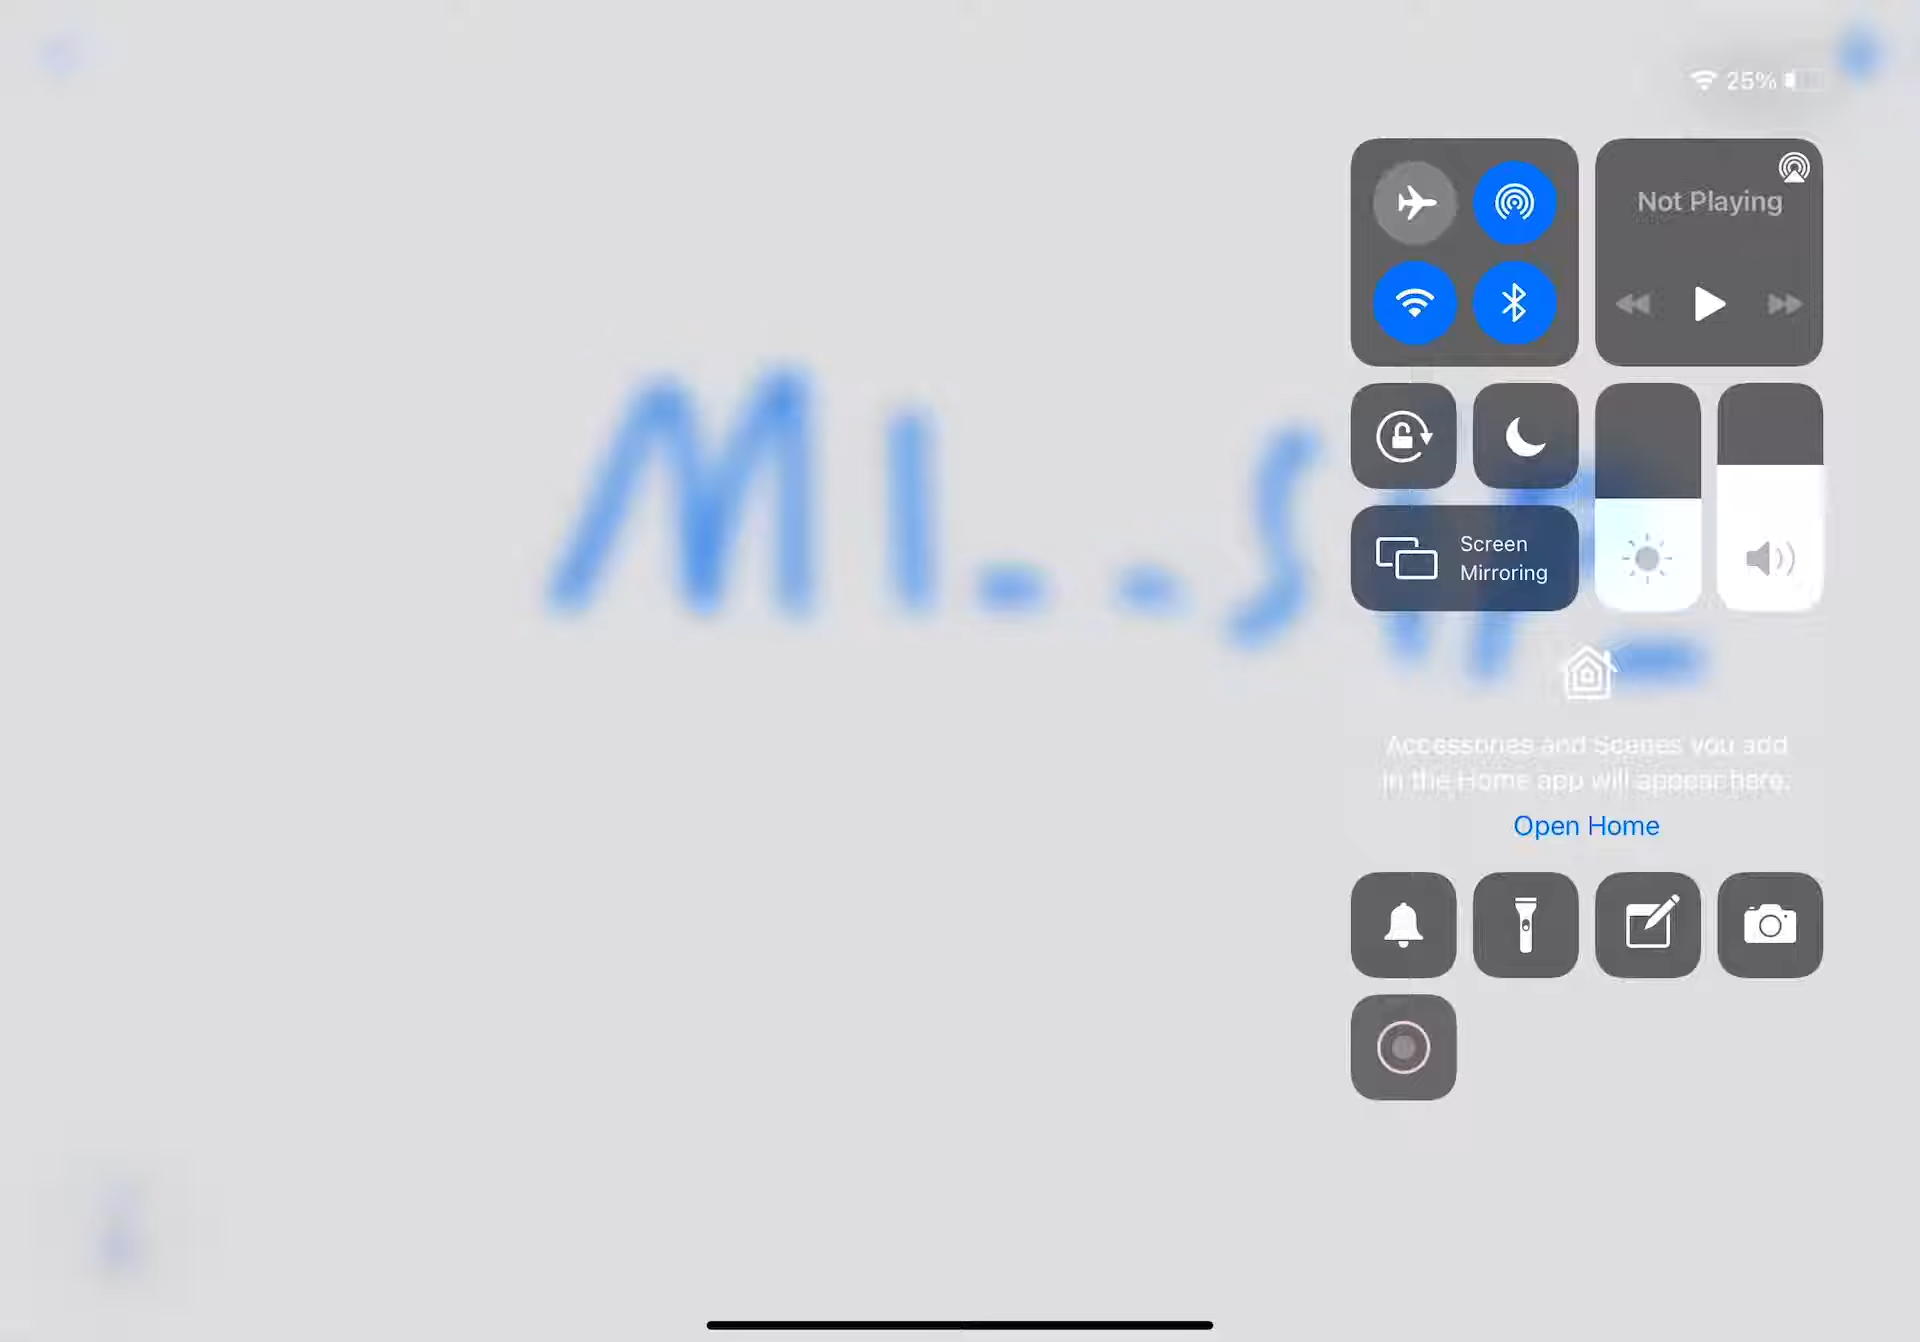 25%
Not Playing
MI__S
Screen
Mirroring
Accessories and Scenes you add
in the Home app will appear here.
Open Home